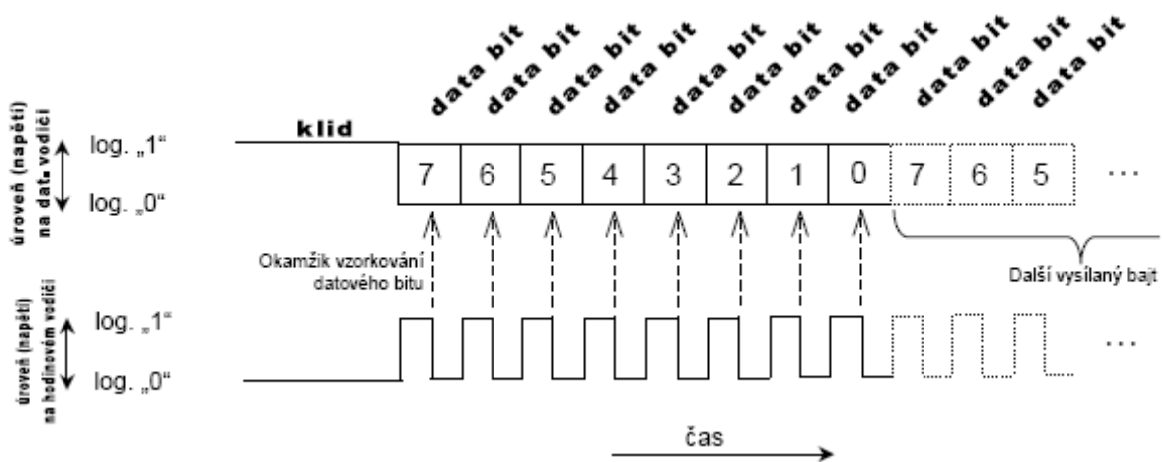 data bit
data bit
data bit
data bit
data bit
data bit
data bit
data bit
data bit
data bit
data bit
klid
úroveň (napětí)
na dat. vodiči
log. „1“
log. „0“
7 6 5 4 3 2 1 0 7 6 5 ...
Okamžik vzorkování
datového bitu
Další vysílaný bajt
úroveň (napětí)
na hodinovém vodiči
log. „1“
log. „0“
...
čas